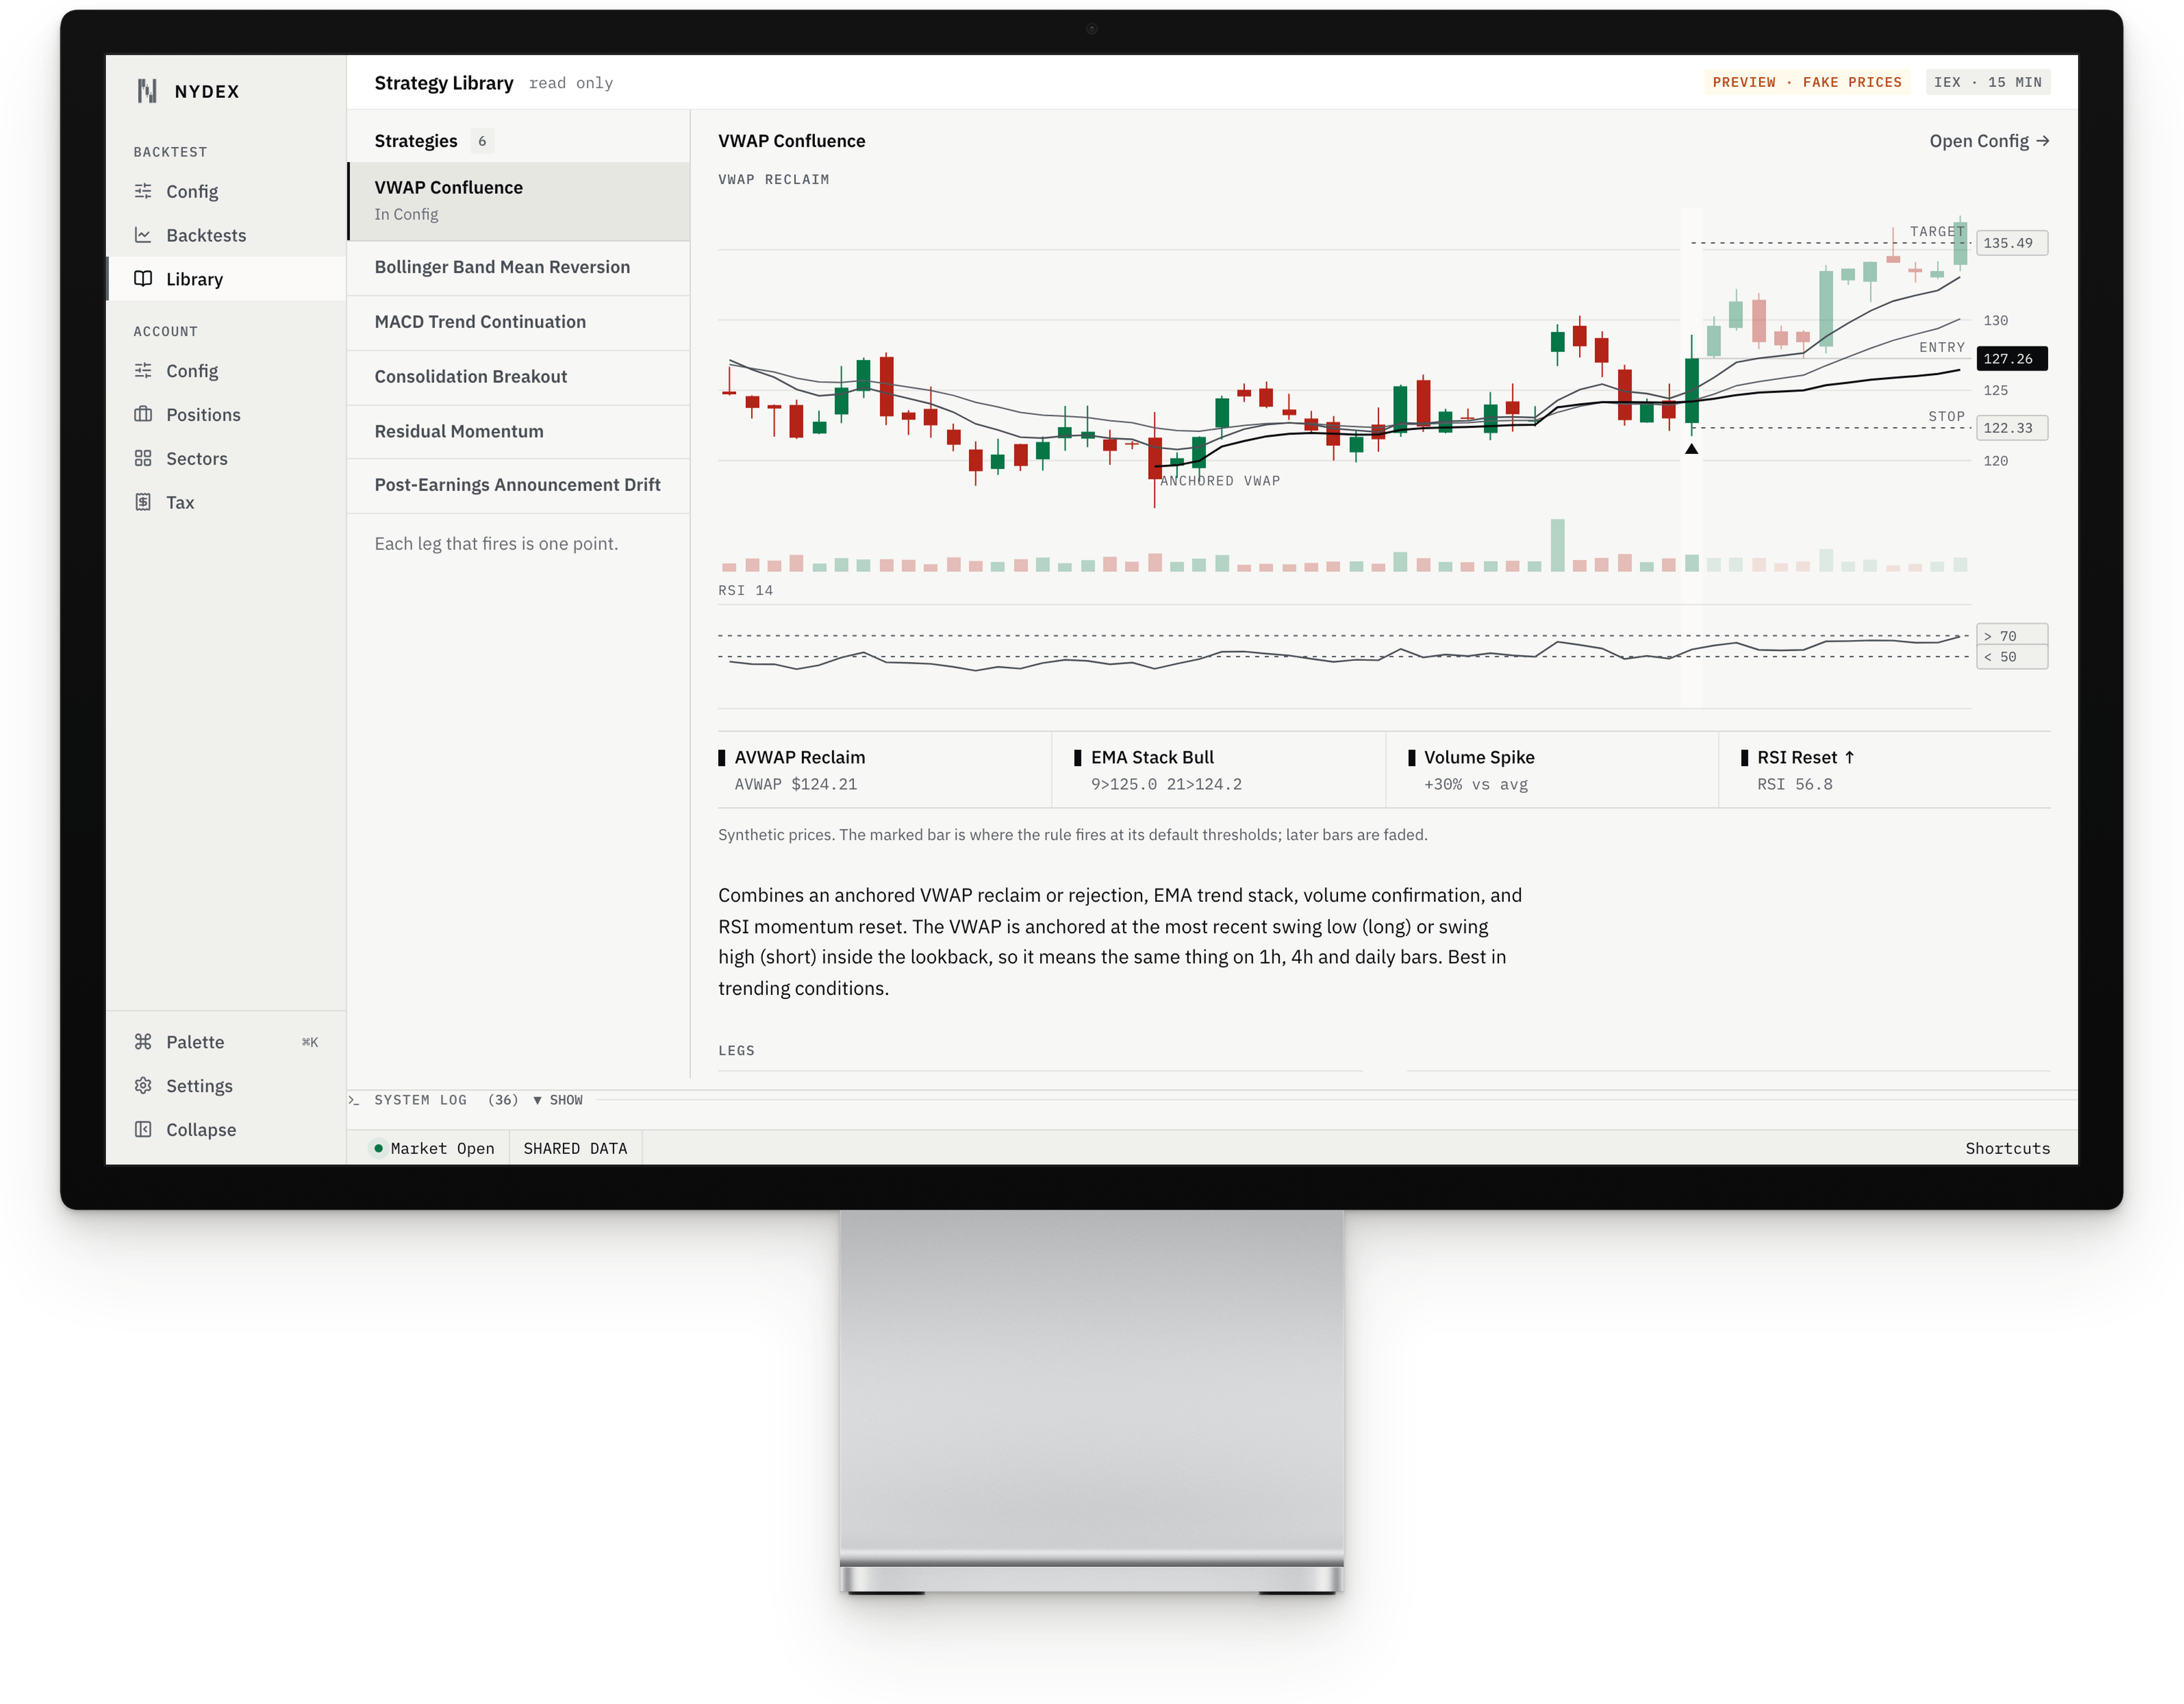 NYDEX
BACKTEST
Config
Backtests
Library
ACCOUNT
Config
Positions
Sectors
Tax
Palette ⌘K
Settings
Collapse
Strategy Library read only
PREVIEW · FAKE PRICES
IEX · 15 MIN
Strategies 6
VWAP Confluence
In Config
Bollinger Band Mean Reversion
MACD Trend Continuation
Consolidation Breakout
Residual Momentum
Post-Earnings Announcement Drift
Each leg that fires is one point.
VWAP Confluence
Open Config →
VWAP RECLAIM
TARGET 135.49
130
ENTRY 127.26
125
STOP 122.33
120
ANCHORED VWAP
RSI 14
> 70
< 50
AVWAP Reclaim
AVWAP $124.21
EMA Stack Bull
9>125.0 21>124.2
Volume Spike
+30% vs avg
RSI Reset ↑
RSI 56.8
Synthetic prices. The marked bar is where the rule fires at its default thresholds; later bars are faded.
Combines an anchored VWAP reclaim or rejection, EMA trend stack, volume confirmation, and
RSI momentum reset. The VWAP is anchored at the most recent swing low (long) or swing
high (short) inside the lookback, so it means the same thing on 1h, 4h and daily bars. Best in
trending conditions.
LEGS
SYSTEM LOG (36) ▼ SHOW
Market Open
SHARED DATA
Shortcuts